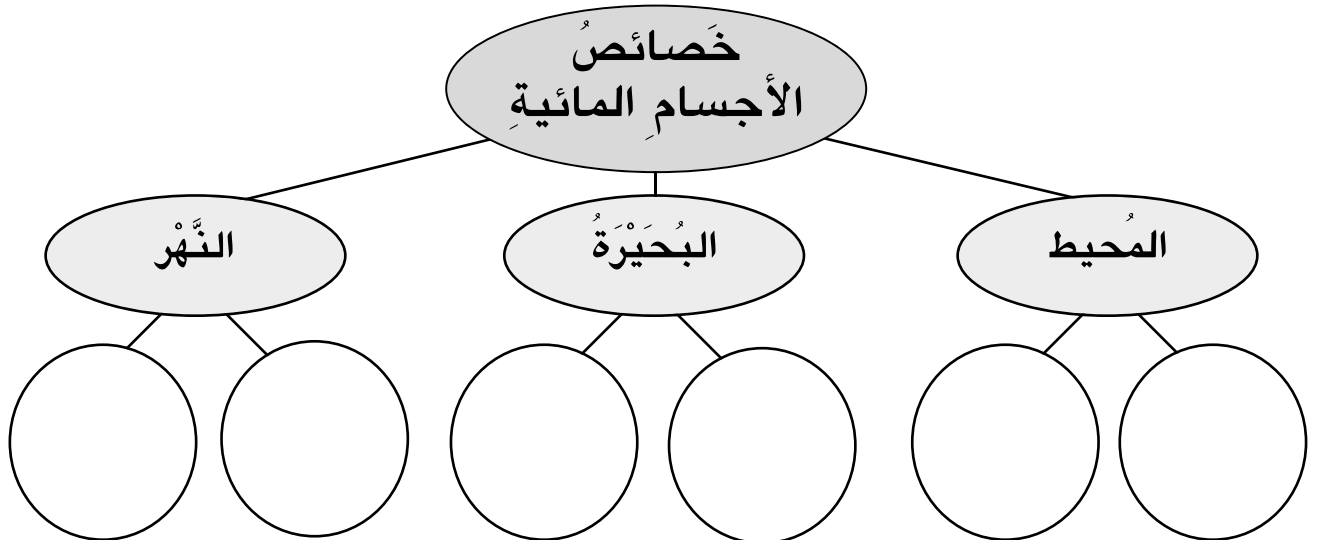 خَصائصُ
الأجسامِ المائيةِ
المُحيط
البُحَيْرَةُ
النَّهْر